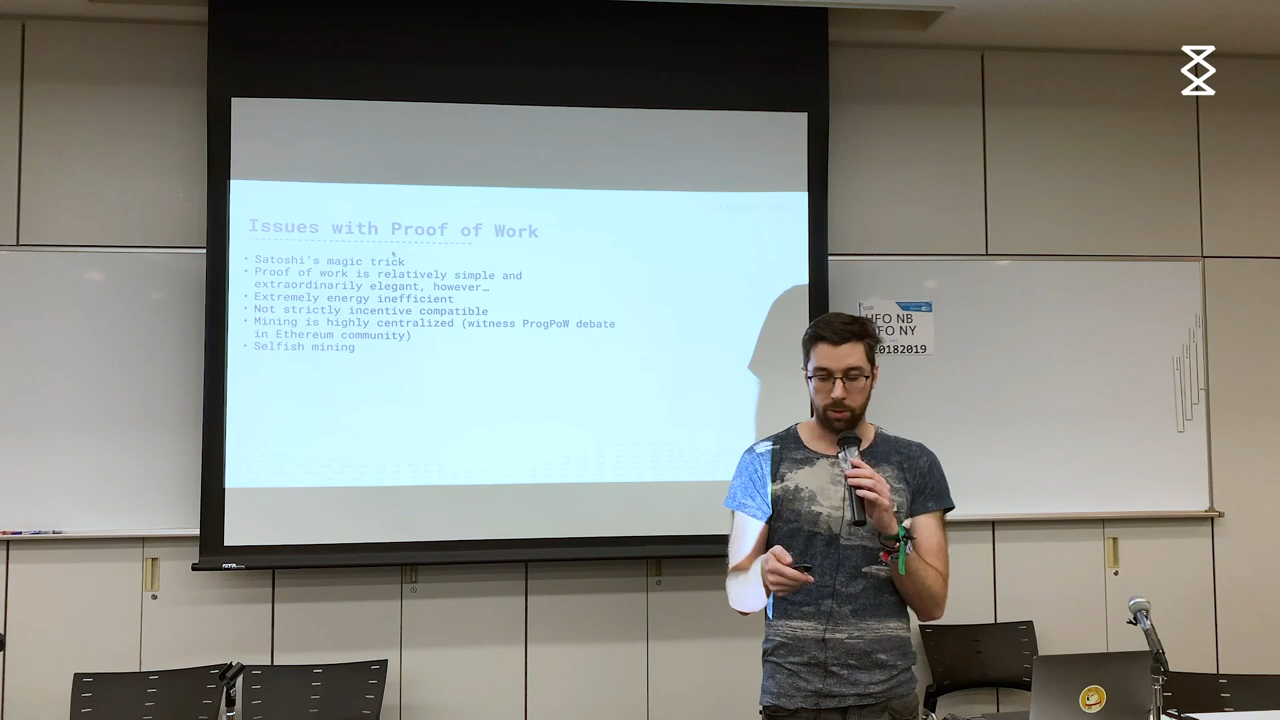 Issues with Proof of Work
• Satoshi's magic trick
• Proof of work is relatively simple and
extraordinarily elegant, however…
• Extremely energy inefficient
• Not strictly incentive compatible
• Mining is highly centralized (witness ProgPoW debate
in Ethereum community)
• Selfish mining
UFO NB
FO NY
20182019